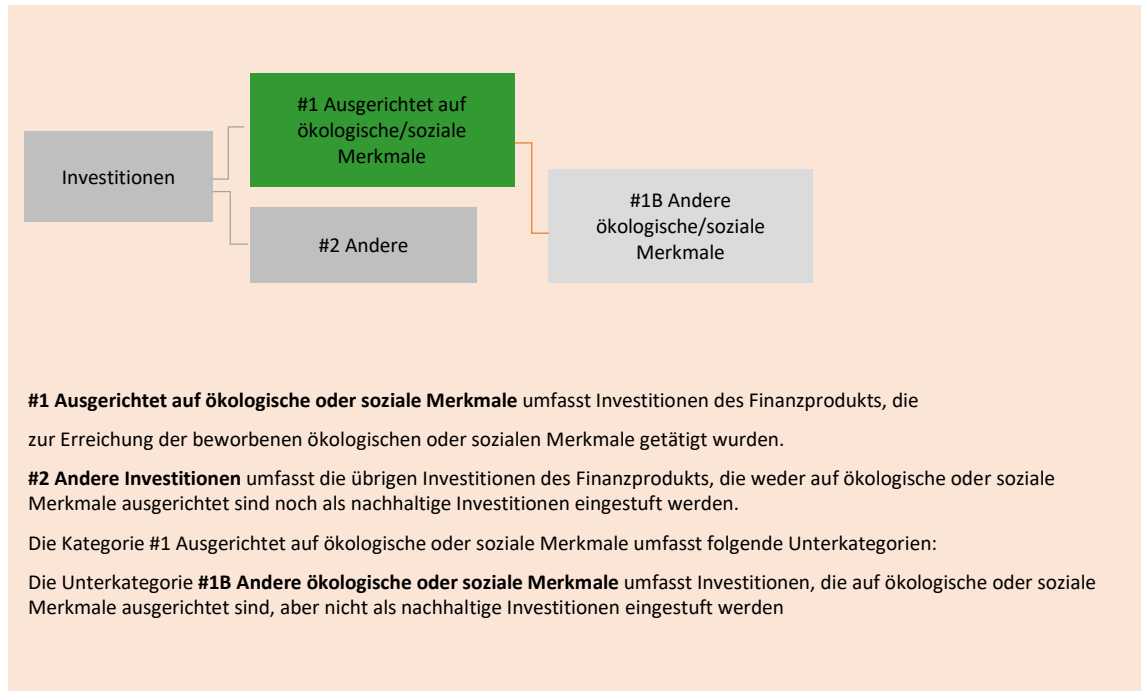 #1 Ausgerichtet auf
ökologische/soziale
Merkmale
Investitionen
#2 Andere
#1B Andere
ökologische/soziale
Merkmale
#1 Ausgerichtet auf ökologische oder soziale Merkmale umfasst Investitionen des Finanzprodukts, die
zur Erreichung der beworbenen ökologischen oder sozialen Merkmale getätigt wurden.
#2 Andere Investitionen umfasst die übrigen Investitionen des Finanzprodukts, die weder auf ökologische oder soziale
Merkmale ausgerichtet sind noch als nachhaltige Investitionen eingestuft werden.
Die Kategorie #1 Ausgerichtet auf ökologische oder soziale Merkmale umfasst folgende Unterkategorien:
Die Unterkategorie #1B Andere ökologische oder soziale Merkmale umfasst Investitionen, die auf ökologische oder soziale
Merkmale ausgerichtet sind, aber nicht als nachhaltige Investitionen eingestuft werden